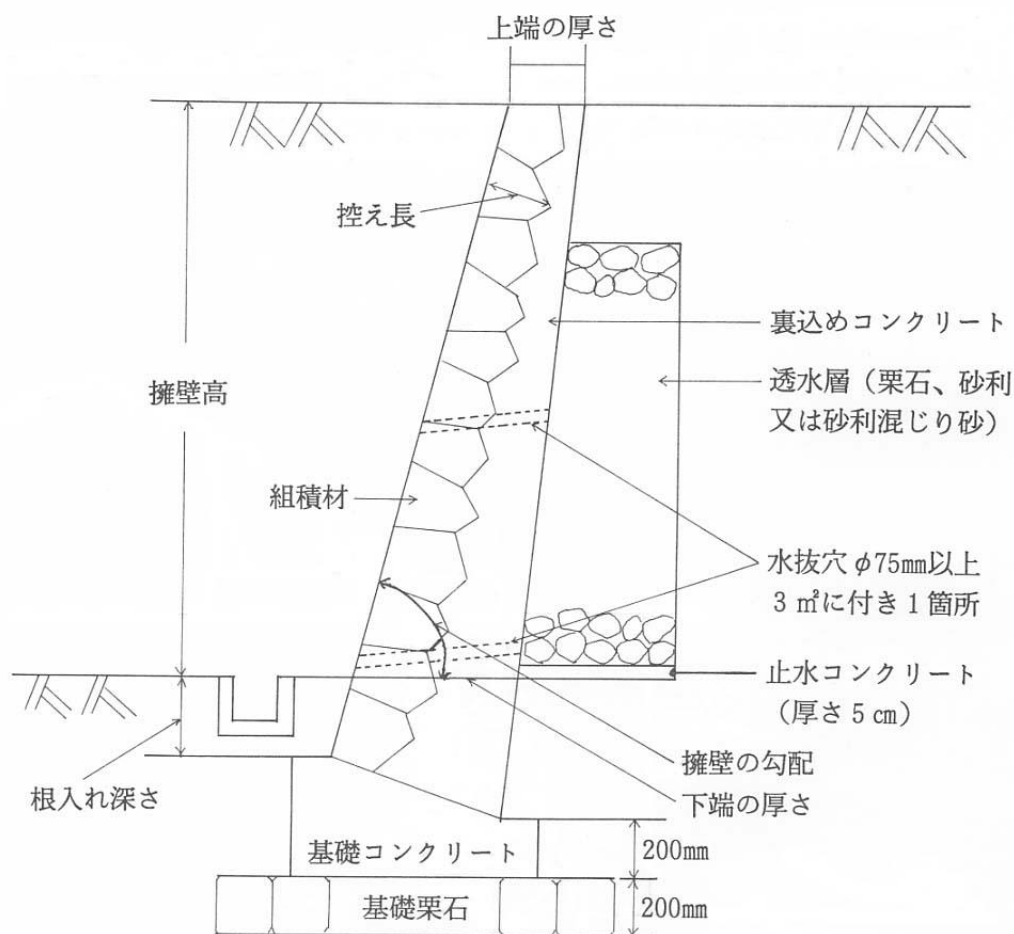 上端の厚さ
控え長
裏込めコンクリート
擁壁高
透水層（栗石、砂利
又は砂利混じり砂）
組積材
水抜穴φ75㎜以上
3㎡に付き1箇所
止水コンクリート
（厚さ5㎝）
擁壁の勾配
根入れ深さ
下端の厚さ
基礎コンクリート
200㎜
基礎栗石
200㎜